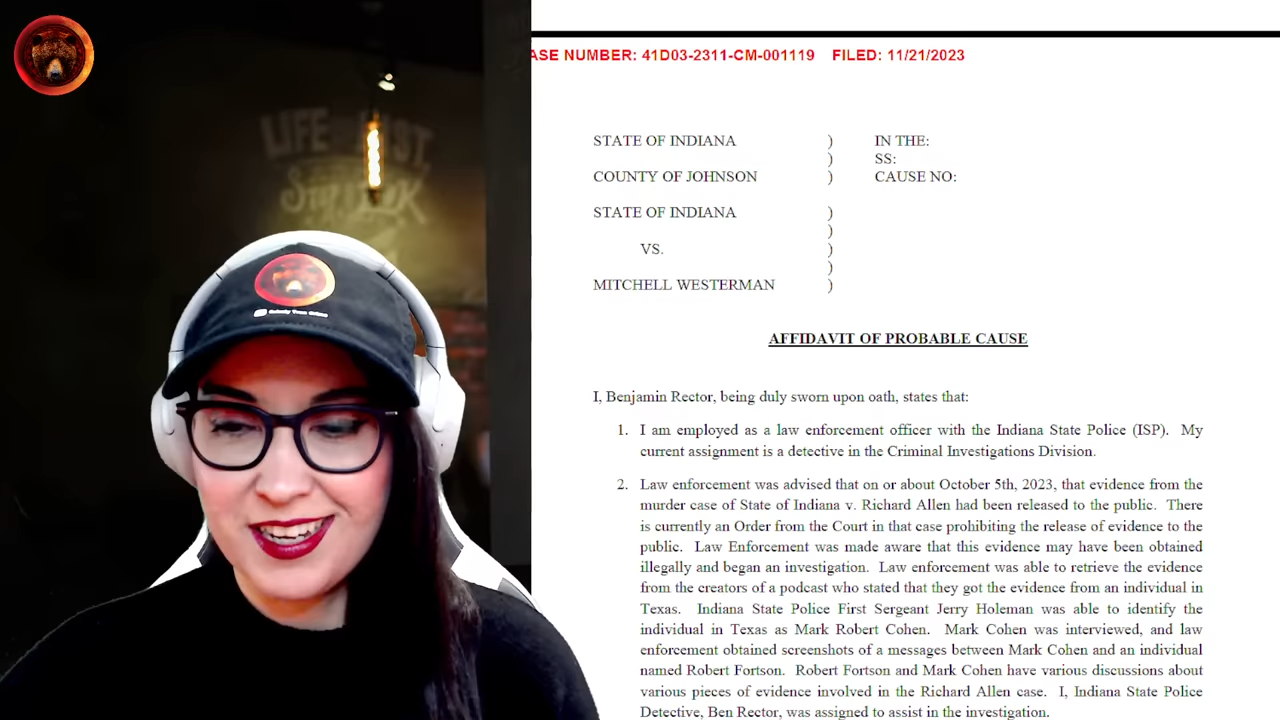 ASE NUMBER: 41D03-2311-CM-001119 FILED: 11/21/2023
STATE OF INDIANA ) IN THE:
) SS:
COUNTY OF JOHNSON ) CAUSE NO:
STATE OF INDIANA )
)
VS. )
)
MITCHELL WESTERMAN )
AFFIDAVIT OF PROBABLE CAUSE
I, Benjamin Rector, being duly sworn upon oath, states that:
1. I am employed as a law enforcement officer with the Indiana State Police (ISP). My
current assignment is a detective in the Criminal Investigations Division.
2. Law enforcement was advised that on or about October 5th, 2023, that evidence from the
murder case of State of Indiana v. Richard Allen had been released to the public. There
is currently an Order from the Court in that case prohibiting the release of evidence to the
public. Law Enforcement was made aware that this evidence may have been obtained
illegally and began an investigation. Law enforcement was able to retrieve the evidence
from the creators of a podcast who stated that they got the evidence from an individual in
Texas. Indiana State Police First Sergeant Jerry Holeman was able to identify the
individual in Texas as Mark Robert Cohen. Mark Cohen was interviewed, and law
enforcement obtained screenshots of a messages between Mark Cohen and an individual
named Robert Fortson. Robert Fortson and Mark Cohen have various discussions about
various pieces of evidence involved in the Richard Allen case. I, Indiana State Police
Detective, Ben Rector, was assigned to assist in the investigation.
LIFE